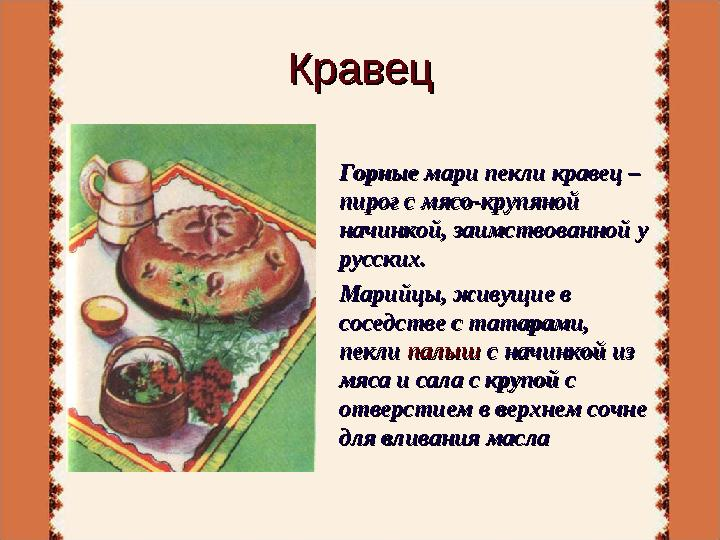 Кравец
Горные мари пекли кравец –
пирог с мясо-крупяной
начинкой, заимствованной у
русских.
Марийцы, живущие в
соседстве с татарами,
пекли палыш с начинкой из
мяса и сала с крупой с
отверстием в верхнем сочне
для вливания масла